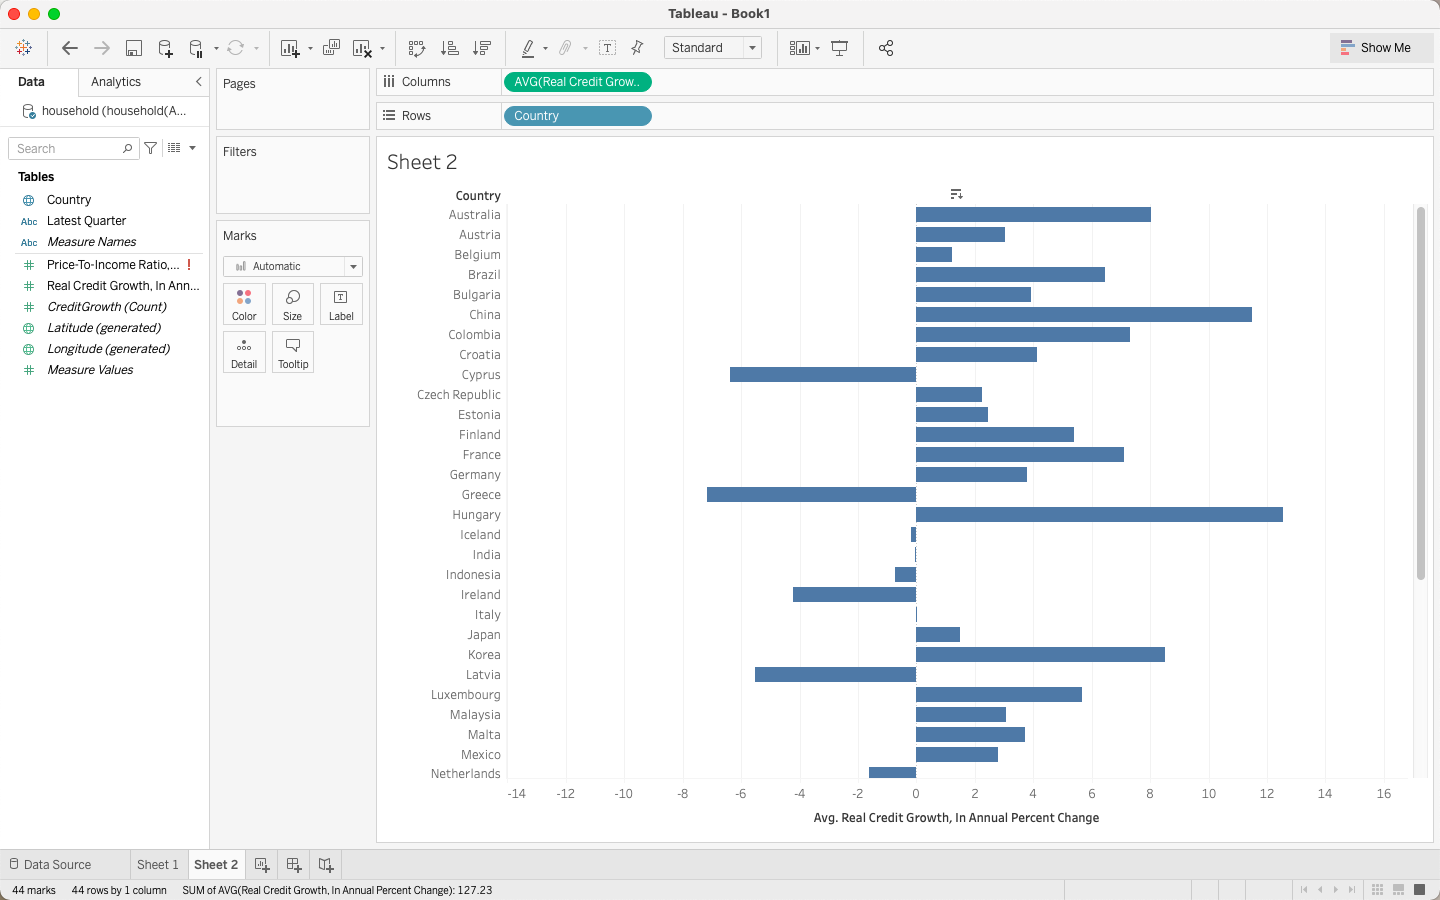 Tableau - Book1
Standard
Show Me
Data
Analytics
household (household(A...
Search
Tables
Country
Abc
Latest Quarter
Abc
Measure Names
Price-To-Income Ratio,...
Real Credit Growth, In Ann...
CreditGrowth (Count)
Latitude (generated)
Longitude (generated)
Measure Values
Pages
Filters
Marks
Automatic
Color
Size
Label
Detail
Tooltip
Columns
AVG(Real Credit Grow..
Rows
Country
Sheet 2
Country
Australia
Austria
Belgium
Brazil
Bulgaria
China
Colombia
Croatia
Cyprus
Czech Republic
Estonia
Finland
France
Germany
Greece
Hungary
Iceland
India
Indonesia
Ireland
Italy
Japan
Korea
Latvia
Luxembourg
Malaysia
Malta
Mexico
Netherlands
-14 -12 -10 -8 -6 -4 -2 0 2 4 6 8 10 12 14 16
Avg. Real Credit Growth, In Annual Percent Change
Data Source
Sheet 1
Sheet 2
44 marks
44 rows by 1 column
SUM of AVG(Real Credit Growth, In Annual Percent Change): 127.23